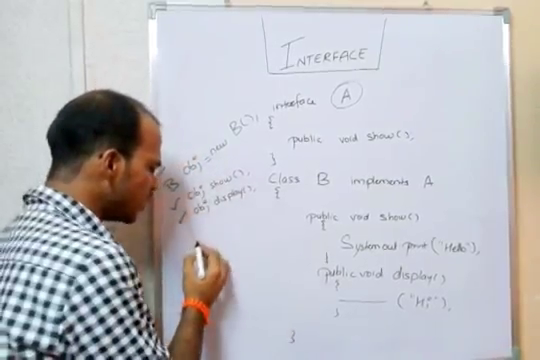 INTERFACE
interface A
{
public void show();
}
Class B implements A
{
public void show()
{
System.out.print("Hello");
}
public void display()
{
("Hi");
}
}
B obj = new B();
obj.show();
obj.display();